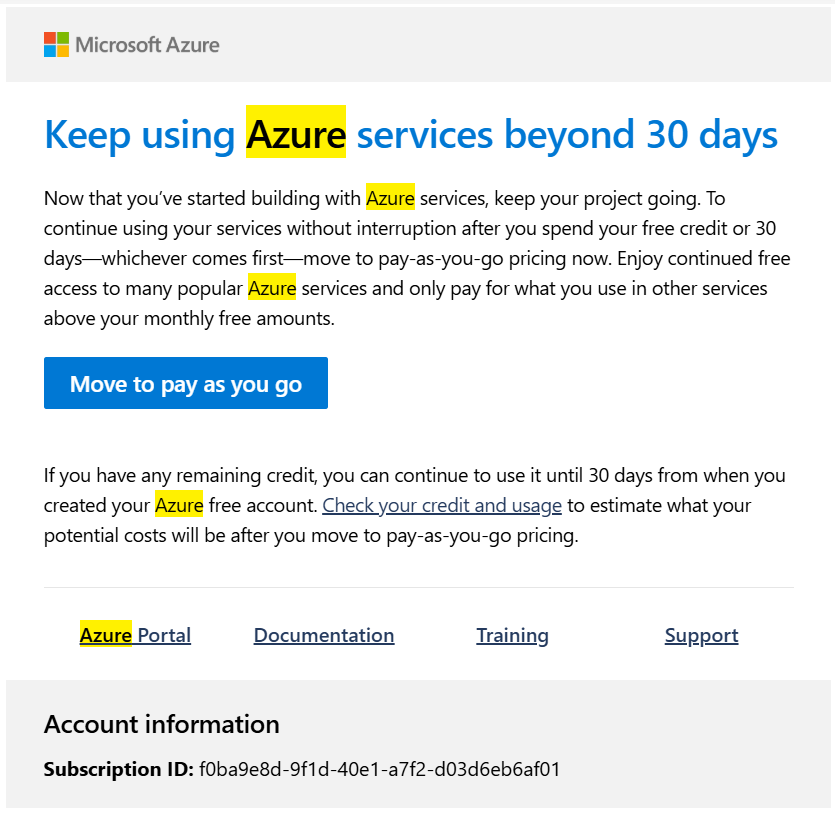 Microsoft Azure
Keep using Azure services beyond 30 days
Now that you’ve started building with Azure services, keep your project going. To
continue using your services without interruption after you spend your free credit or 30
days—whichever comes first—move to pay-as-you-go pricing now. Enjoy continued free
access to many popular Azure services and only pay for what you use in other services
above your monthly free amounts.
Move to pay as you go
If you have any remaining credit, you can continue to use it until 30 days from when you
created your Azure free account. Check your credit and usage to estimate what your
potential costs will be after you move to pay-as-you-go pricing.
Azure Portal Documentation Training Support
Account information
Subscription ID: f0ba9e8d-9f1d-40e1-a7f2-d03d6eb6af01